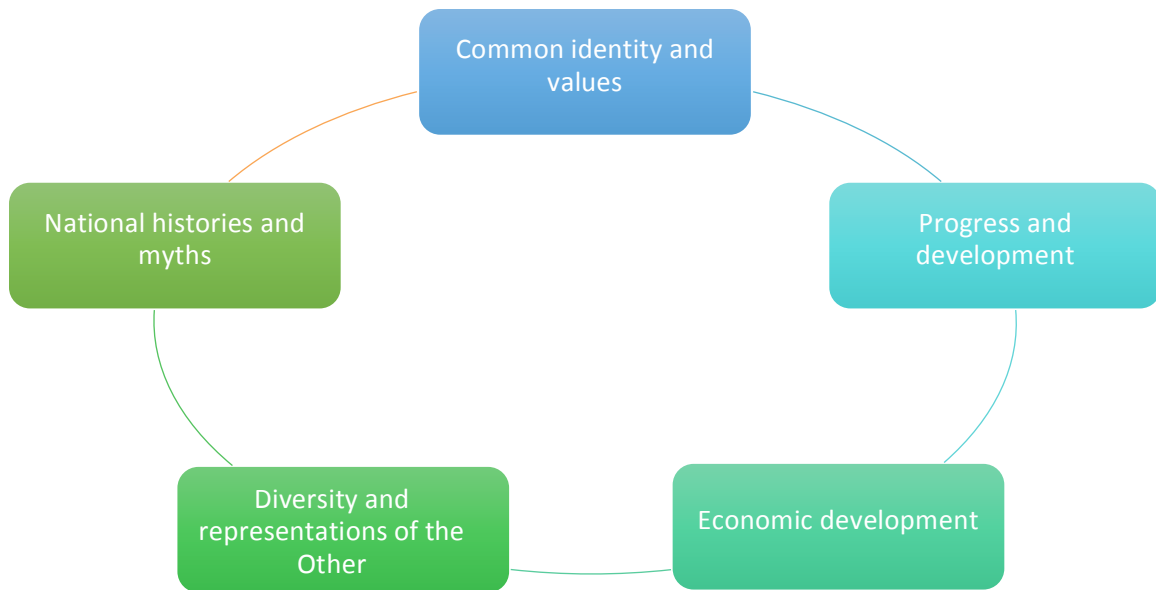 Common identity and
values
Progress and
development
Economic development
Diversity and
representations of the
Other
National histories and
myths